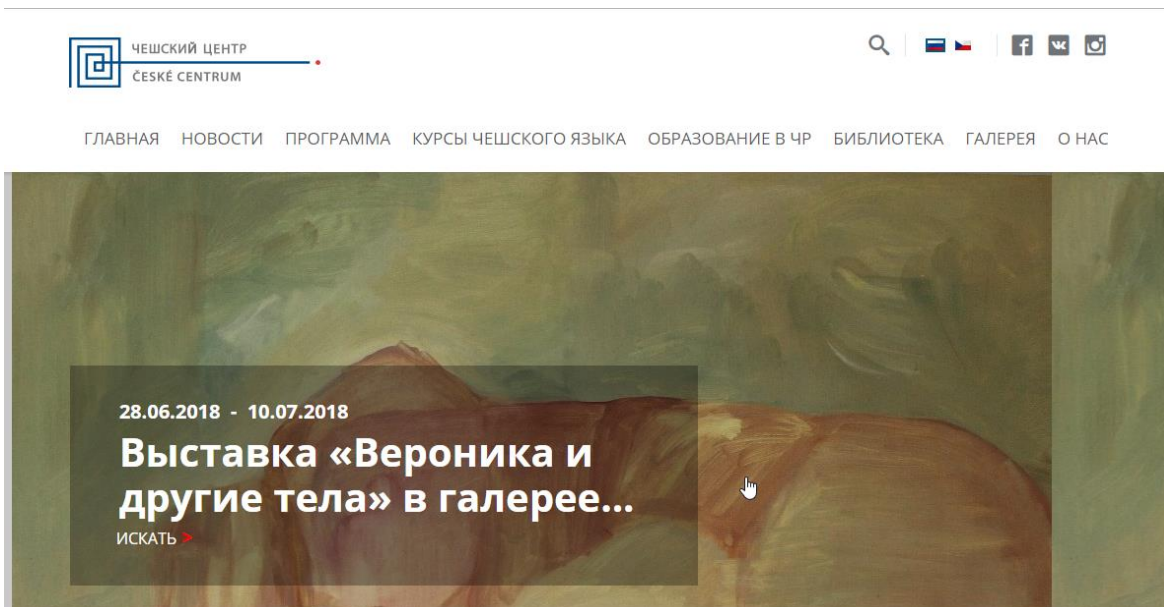 ЧЕШСКИЙ ЦЕНТР
ČESKÉ CENTRUM
ГЛАВНАЯ НОВОСТИ ПРОГРАММА КУРСЫ ЧЕШСКОГО ЯЗЫКА ОБРАЗОВАНИЕ В ЧР БИБЛИОТЕКА ГАЛЕРЕЯ О НАС
28.06.2018 - 10.07.2018
Выставка «Вероника и
другие тела» в галерее...
ИСКАТЬ >